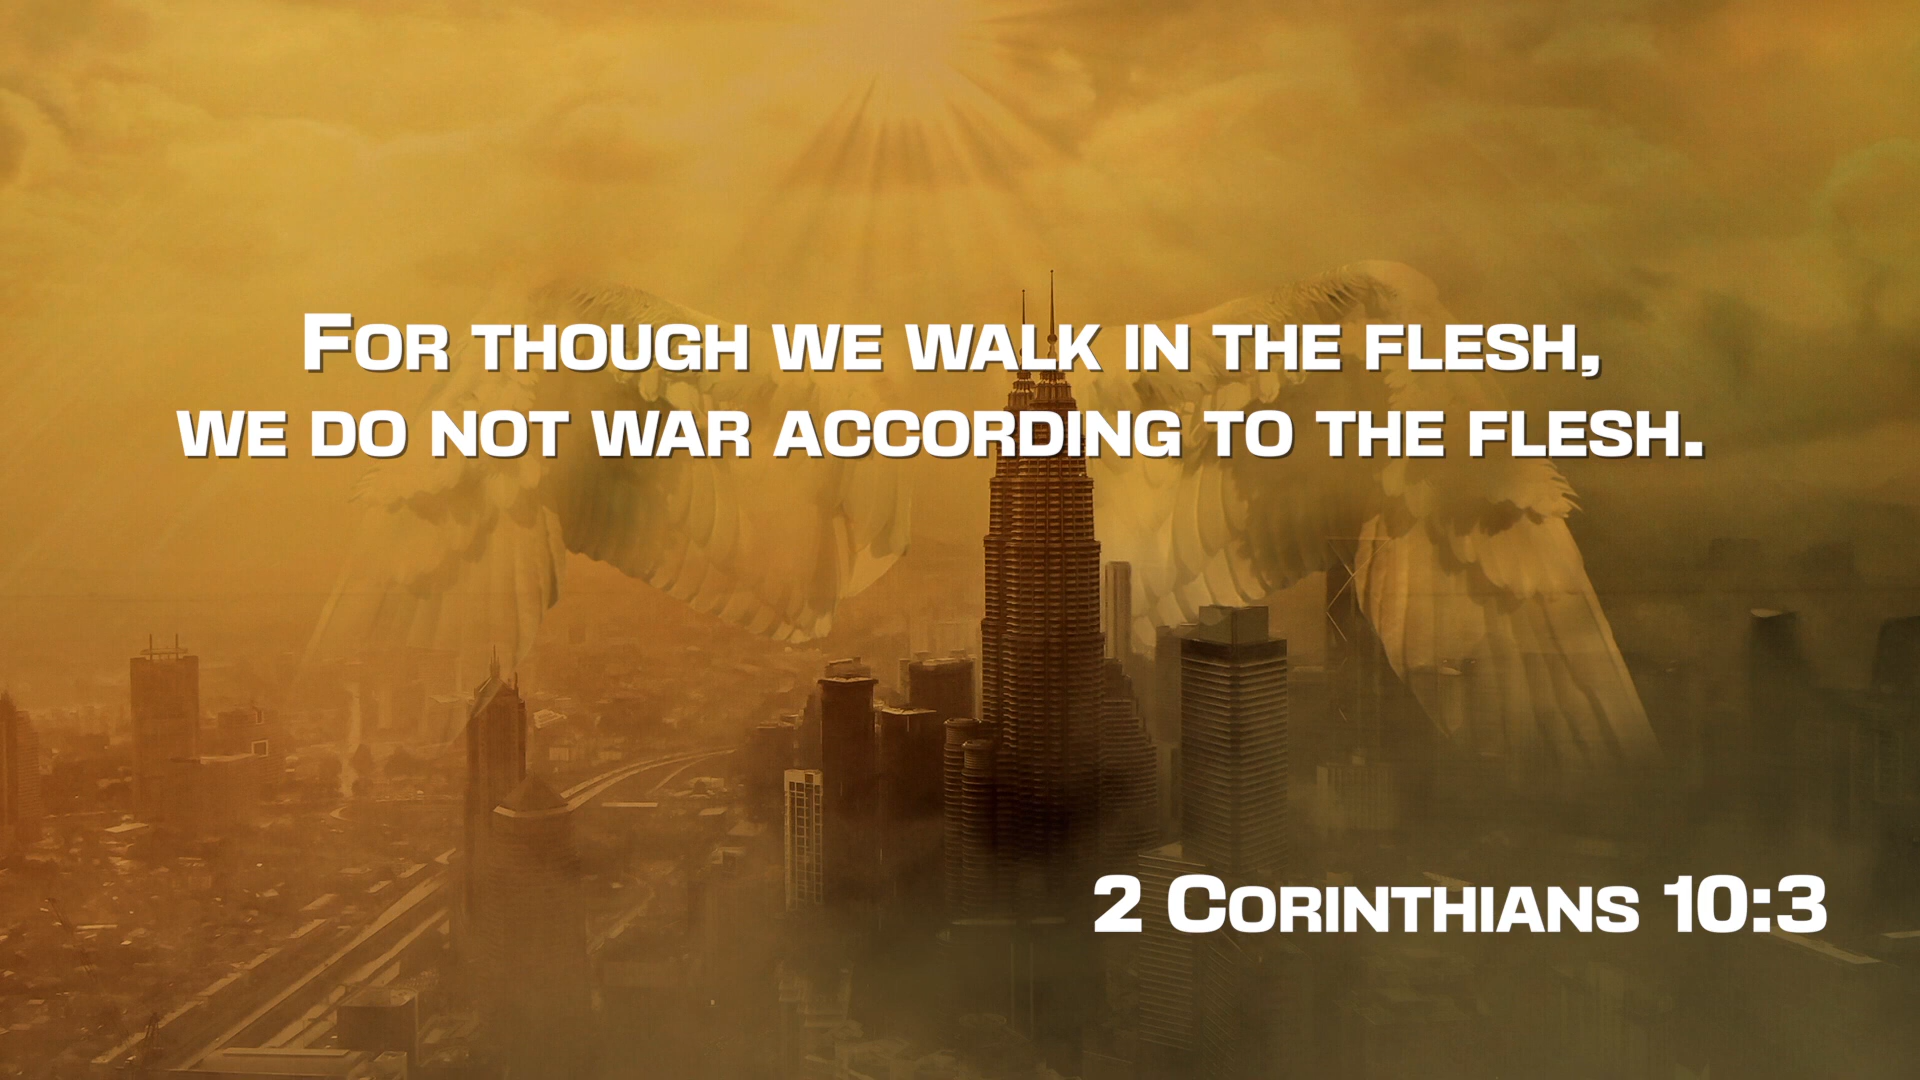 For though we walk in the flesh,
we do not war according to the flesh.
2 Corinthians 10:3